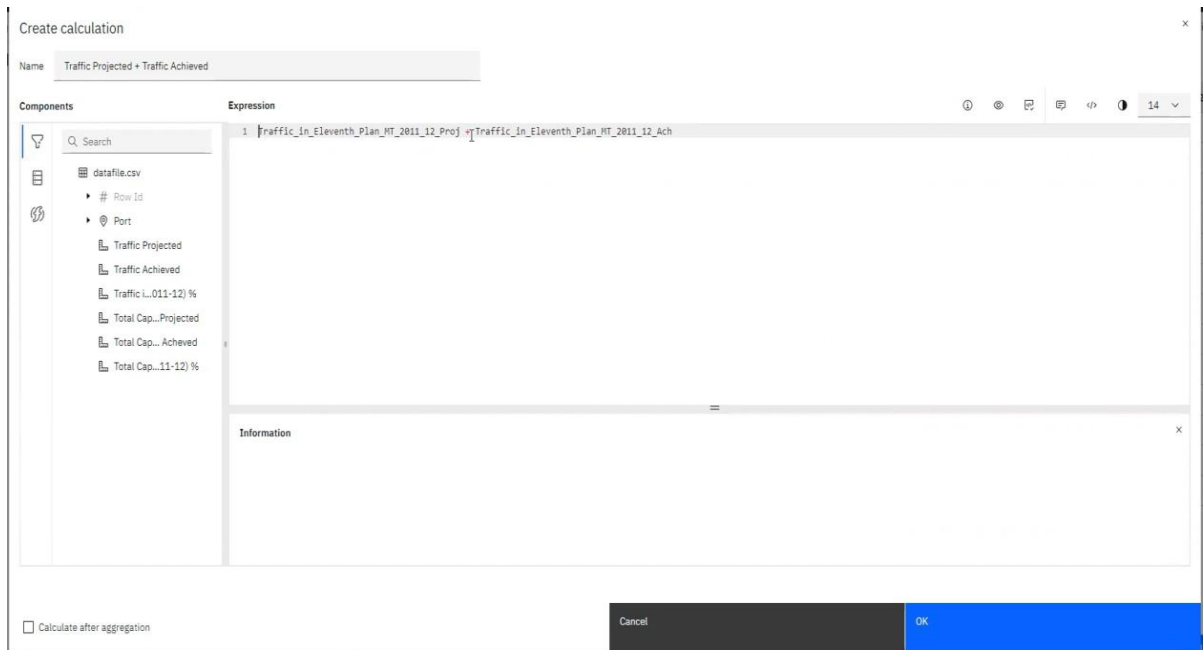 Create calculation
Name Traffic Projected + Traffic Achieved
Components
Expression
14
1 Traffic_in_Eleventh_Plan_MT_2011_12_Proj + Traffic_in_Eleventh_Plan_MT_2011_12_Ach
Search
datafile.csv
# Row Id
Port
Traffic Projected
Traffic Achieved
Traffic i...011-12) %
Total Cap...Projected
Total Cap... Acheved
Total Cap...11-12) %
Information
Calculate after aggregation
Cancel
OK